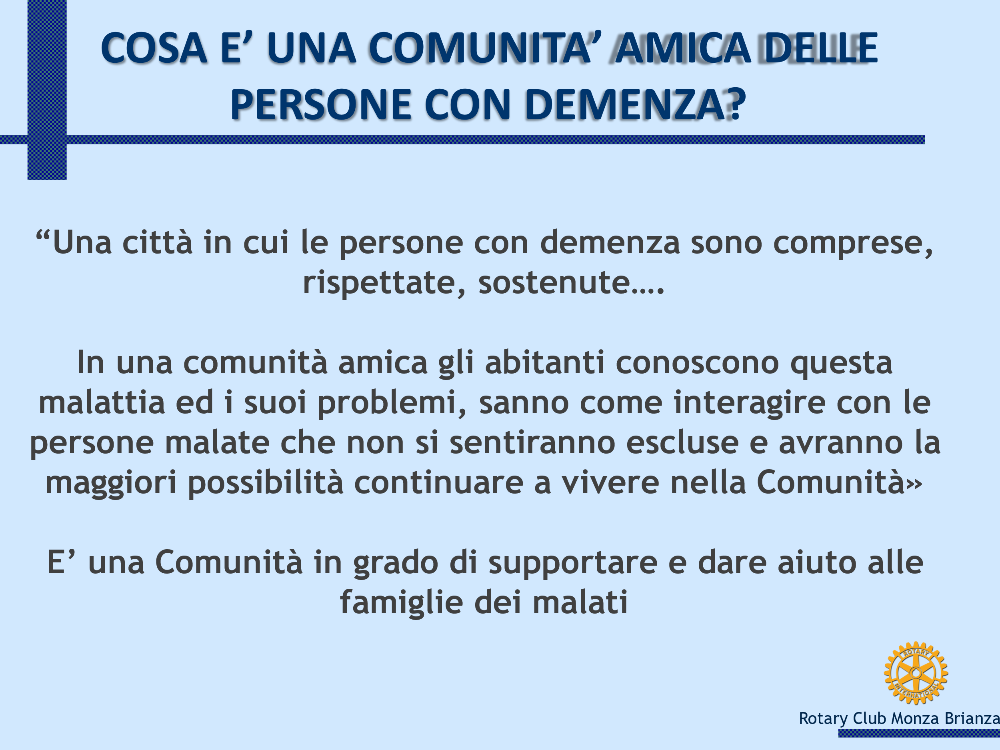 COSA E’ UNA COMUNITA’ AMICA DELLE
PERSONE CON DEMENZA?
“Una città in cui le persone con demenza sono comprese,
rispettate, sostenute….
In una comunità amica gli abitanti conoscono questa
malattia ed i suoi problemi, sanno come interagire con le
persone malate che non si sentiranno escluse e avranno la
maggiori possibilità continuare a vivere nella Comunità»
E’ una Comunità in grado di supportare e dare aiuto alle
famiglie dei malati
ROTARY
INTERNATIONAL
Rotary Club Monza Brianza